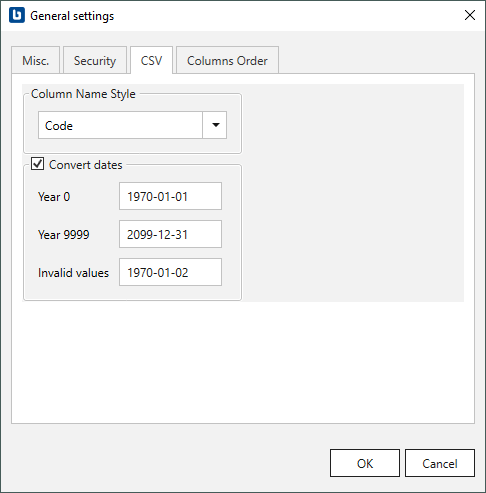 General settings
Misc. Security CSV Columns Order
Column Name Style
Code
Convert dates
Year 0 1970-01-01
Year 9999 2099-12-31
Invalid values 1970-01-02
OK Cancel